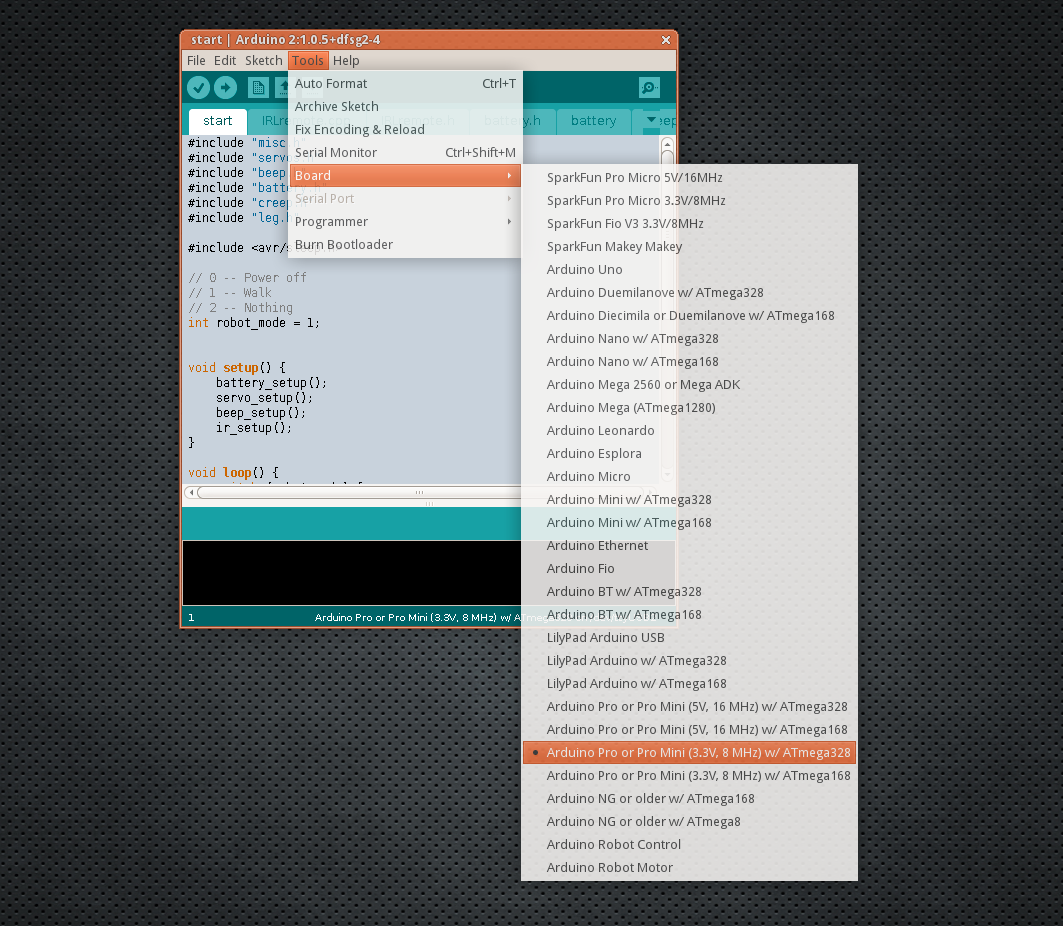 start | Arduino 2:1.0.5+dfsg2-4
File Edit Sketch Tools Help
Auto Format Ctrl+T
Archive Sketch
Fix Encoding & Reload
Serial Monitor Ctrl+Shift+M
Board
Serial Port
Programmer
Burn Bootloader
start battery.h battery
#include "misc.h"
#include
#include
#include
#include
#include
#include
// 0 -- Power off
// 1 -- Walk
// 2 -- Nothing
int robot_mode = 1;
void setup() {
battery_setup();
servo_setup();
beep_setup();
ir_setup();
}
void loop() {
1 Arduino Pro or Pro Mini (3.3V, 8 MHz) w/
SparkFun Pro Micro 5V/16MHz
SparkFun Pro Micro 3.3V/8MHz
SparkFun Fio V3 3.3V/8MHz
SparkFun Makey Makey
Arduino Uno
Arduino Duemilanove w/ ATmega328
Arduino Diecimila or Duemilanove w/ ATmega168
Arduino Nano w/ ATmega328
Arduino Nano w/ ATmega168
Arduino Mega 2560 or Mega ADK
Arduino Mega (ATmega1280)
Arduino Leonardo
Arduino Esplora
Arduino Micro
Arduino Mini w/ ATmega328
Arduino Mini w/ ATmega168
Arduino Ethernet
Arduino Fio
Arduino BT w/ ATmega328
Arduino BT w/ ATmega168
LilyPad Arduino USB
LilyPad Arduino w/ ATmega328
LilyPad Arduino w/ ATmega168
Arduino Pro or Pro Mini (5V, 16 MHz) w/ ATmega328
Arduino Pro or Pro Mini (5V, 16 MHz) w/ ATmega168
Arduino Pro or Pro Mini (3.3V, 8 MHz) w/ ATmega328
Arduino Pro or Pro Mini (3.3V, 8 MHz) w/ ATmega168
Arduino NG or older w/ ATmega168
Arduino NG or older w/ ATmega8
Arduino Robot Control
Arduino Robot Motor